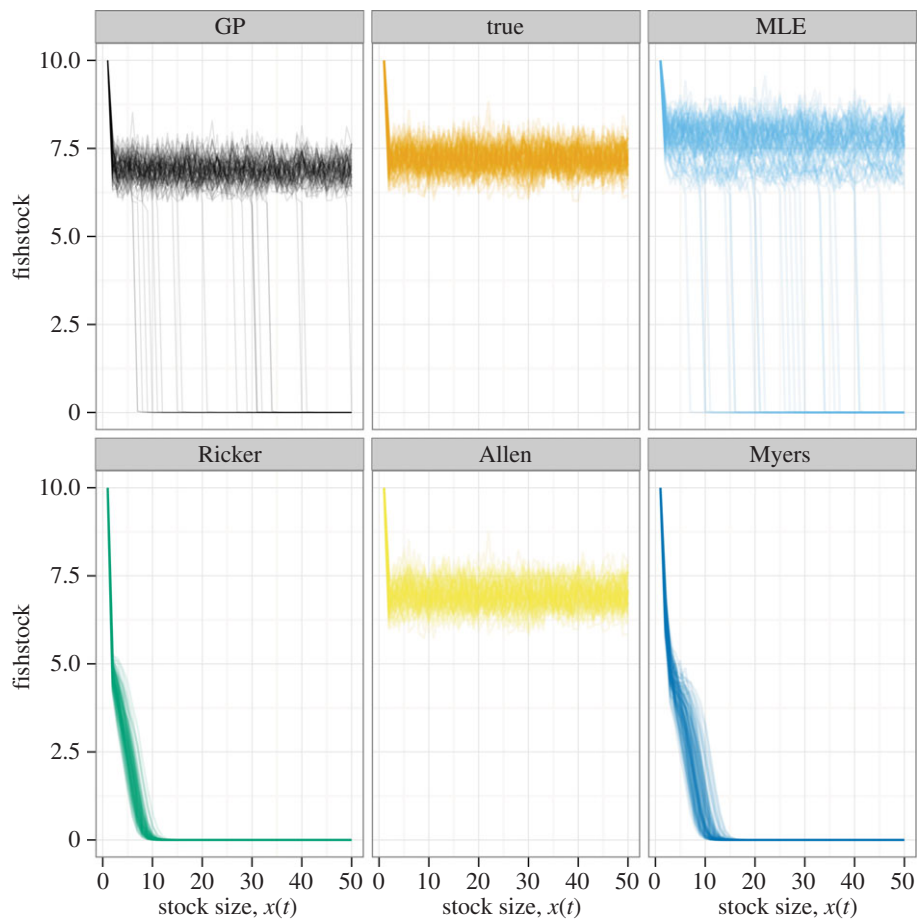 GP true MLE
10.0
7.5
5.0
2.5
0
fishstock
Ricker Allen Myers
10.0
7.5
5.0
2.5
0
fishstock
0 10 20 30 40 50 0 10 20 30 40 50 0 10 20 30 40 50
stock size, x(t) stock size, x(t) stock size, x(t)